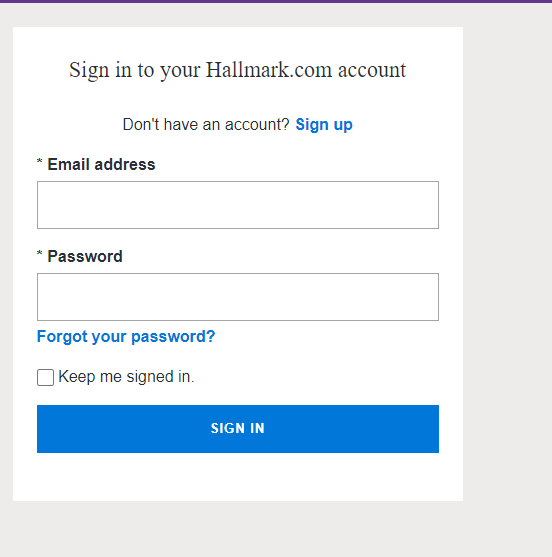 Sign in to your Hallmark.com account
Don't have an account? Sign up
* Email address
* Password
Forgot your password?
Keep me signed in.
SIGN IN